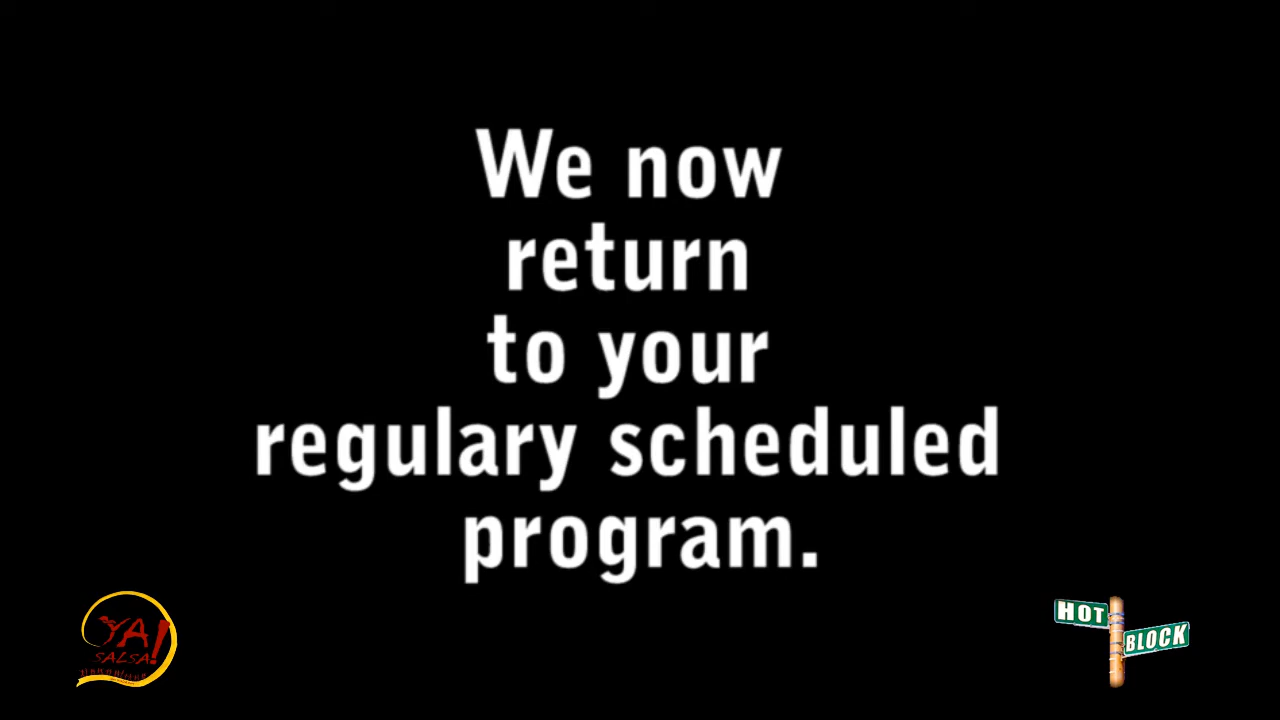 We now
return
to your
regulary scheduled
program.
YA!
SALSA
HOT
BLOCK